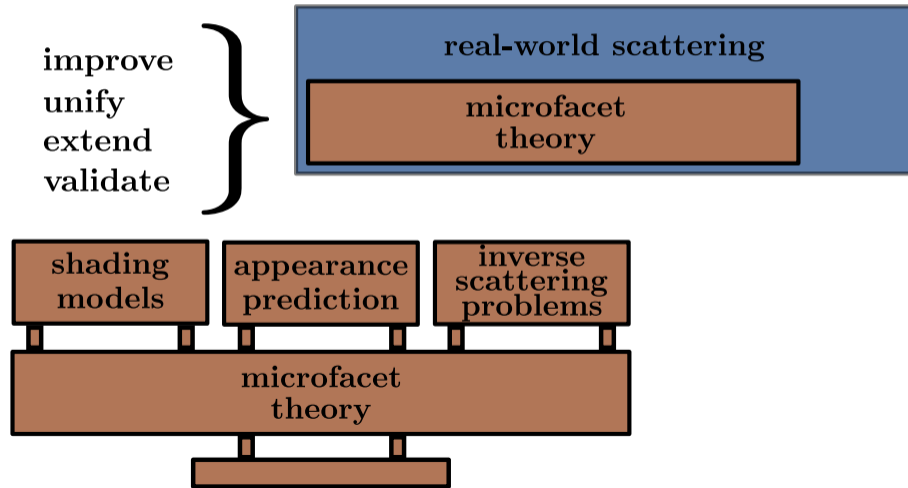 improve
unify
extend
validate
real-world scattering
microfacet
theory
shading
models
appearance
prediction
inverse
scattering
problems
microfacet
theory